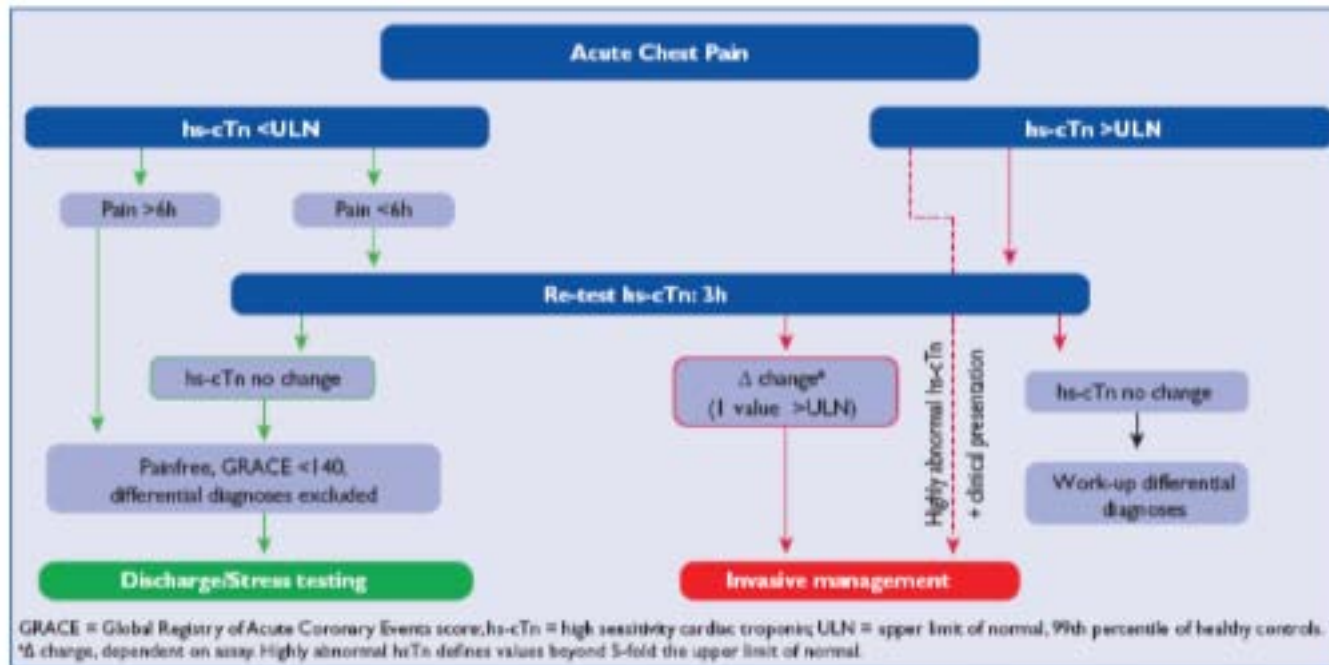 Acute Chest Pain
hs-cTn <ULN
hs-cTn >ULN
Pain >6h
Pain <6h
Re-test hs-cTn: 3h
hs-cTn no change
Δ change*
(1 value >ULN)
Highly abnormal hs-cTn
+ clinical presentation
hs-cTn no change
Painfree, GRACE <140,
differential diagnoses excluded
Work-up differential
diagnoses
Discharge/Stress testing
Invasive management
GRACE = Global Registry of Acute Coronary Events score; hs-cTn = high sensitivity cardiac troponin; ULN = upper limit of normal, 99th percentile of healthy controls.
*Δ change, dependent on assay. Highly abnormal hsTn defines values beyond 5-fold the upper limit of normal.